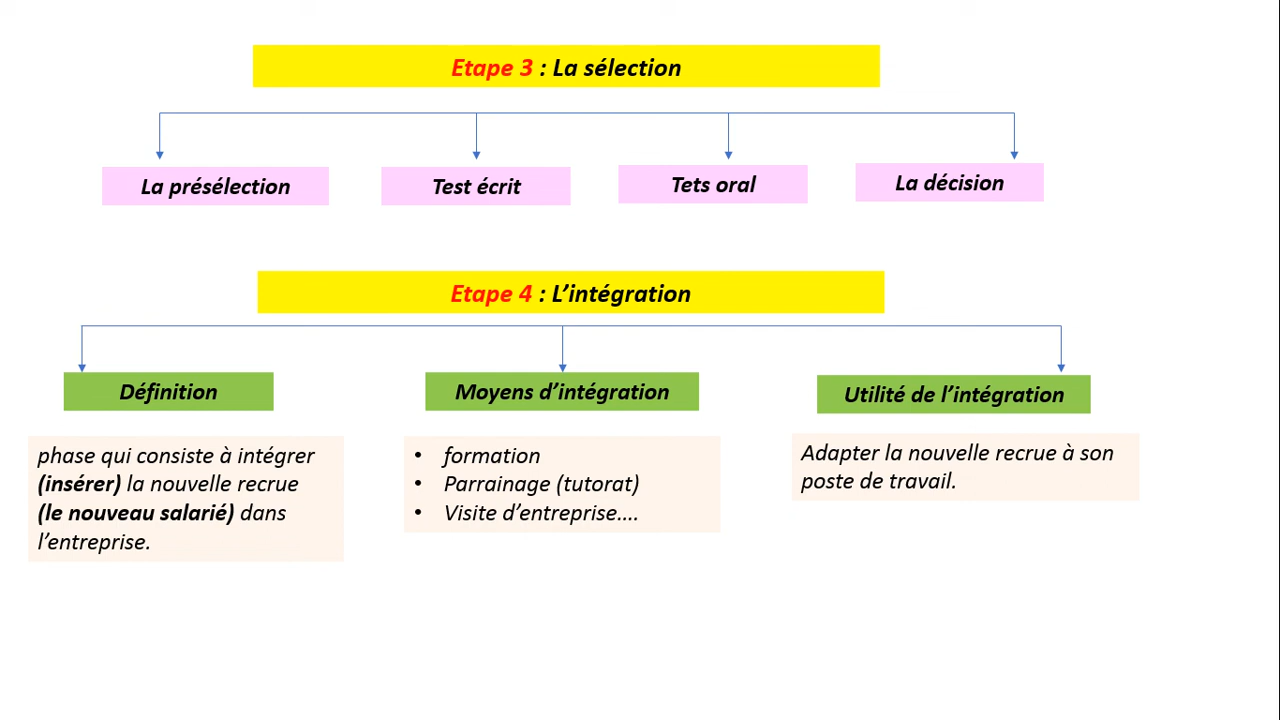 Etape 3 : La sélection
La présélection
Test écrit
Tets oral
La décision
Etape 4 : L’intégration
Définition
Moyens d’intégration
Utilité de l’intégration
phase qui consiste à intégrer
(insérer) la nouvelle recrue
(le nouveau salarié) dans
l’entreprise.
• formation
• Parrainage (tutorat)
• Visite d’entreprise….
Adapter la nouvelle recrue à son
poste de travail.